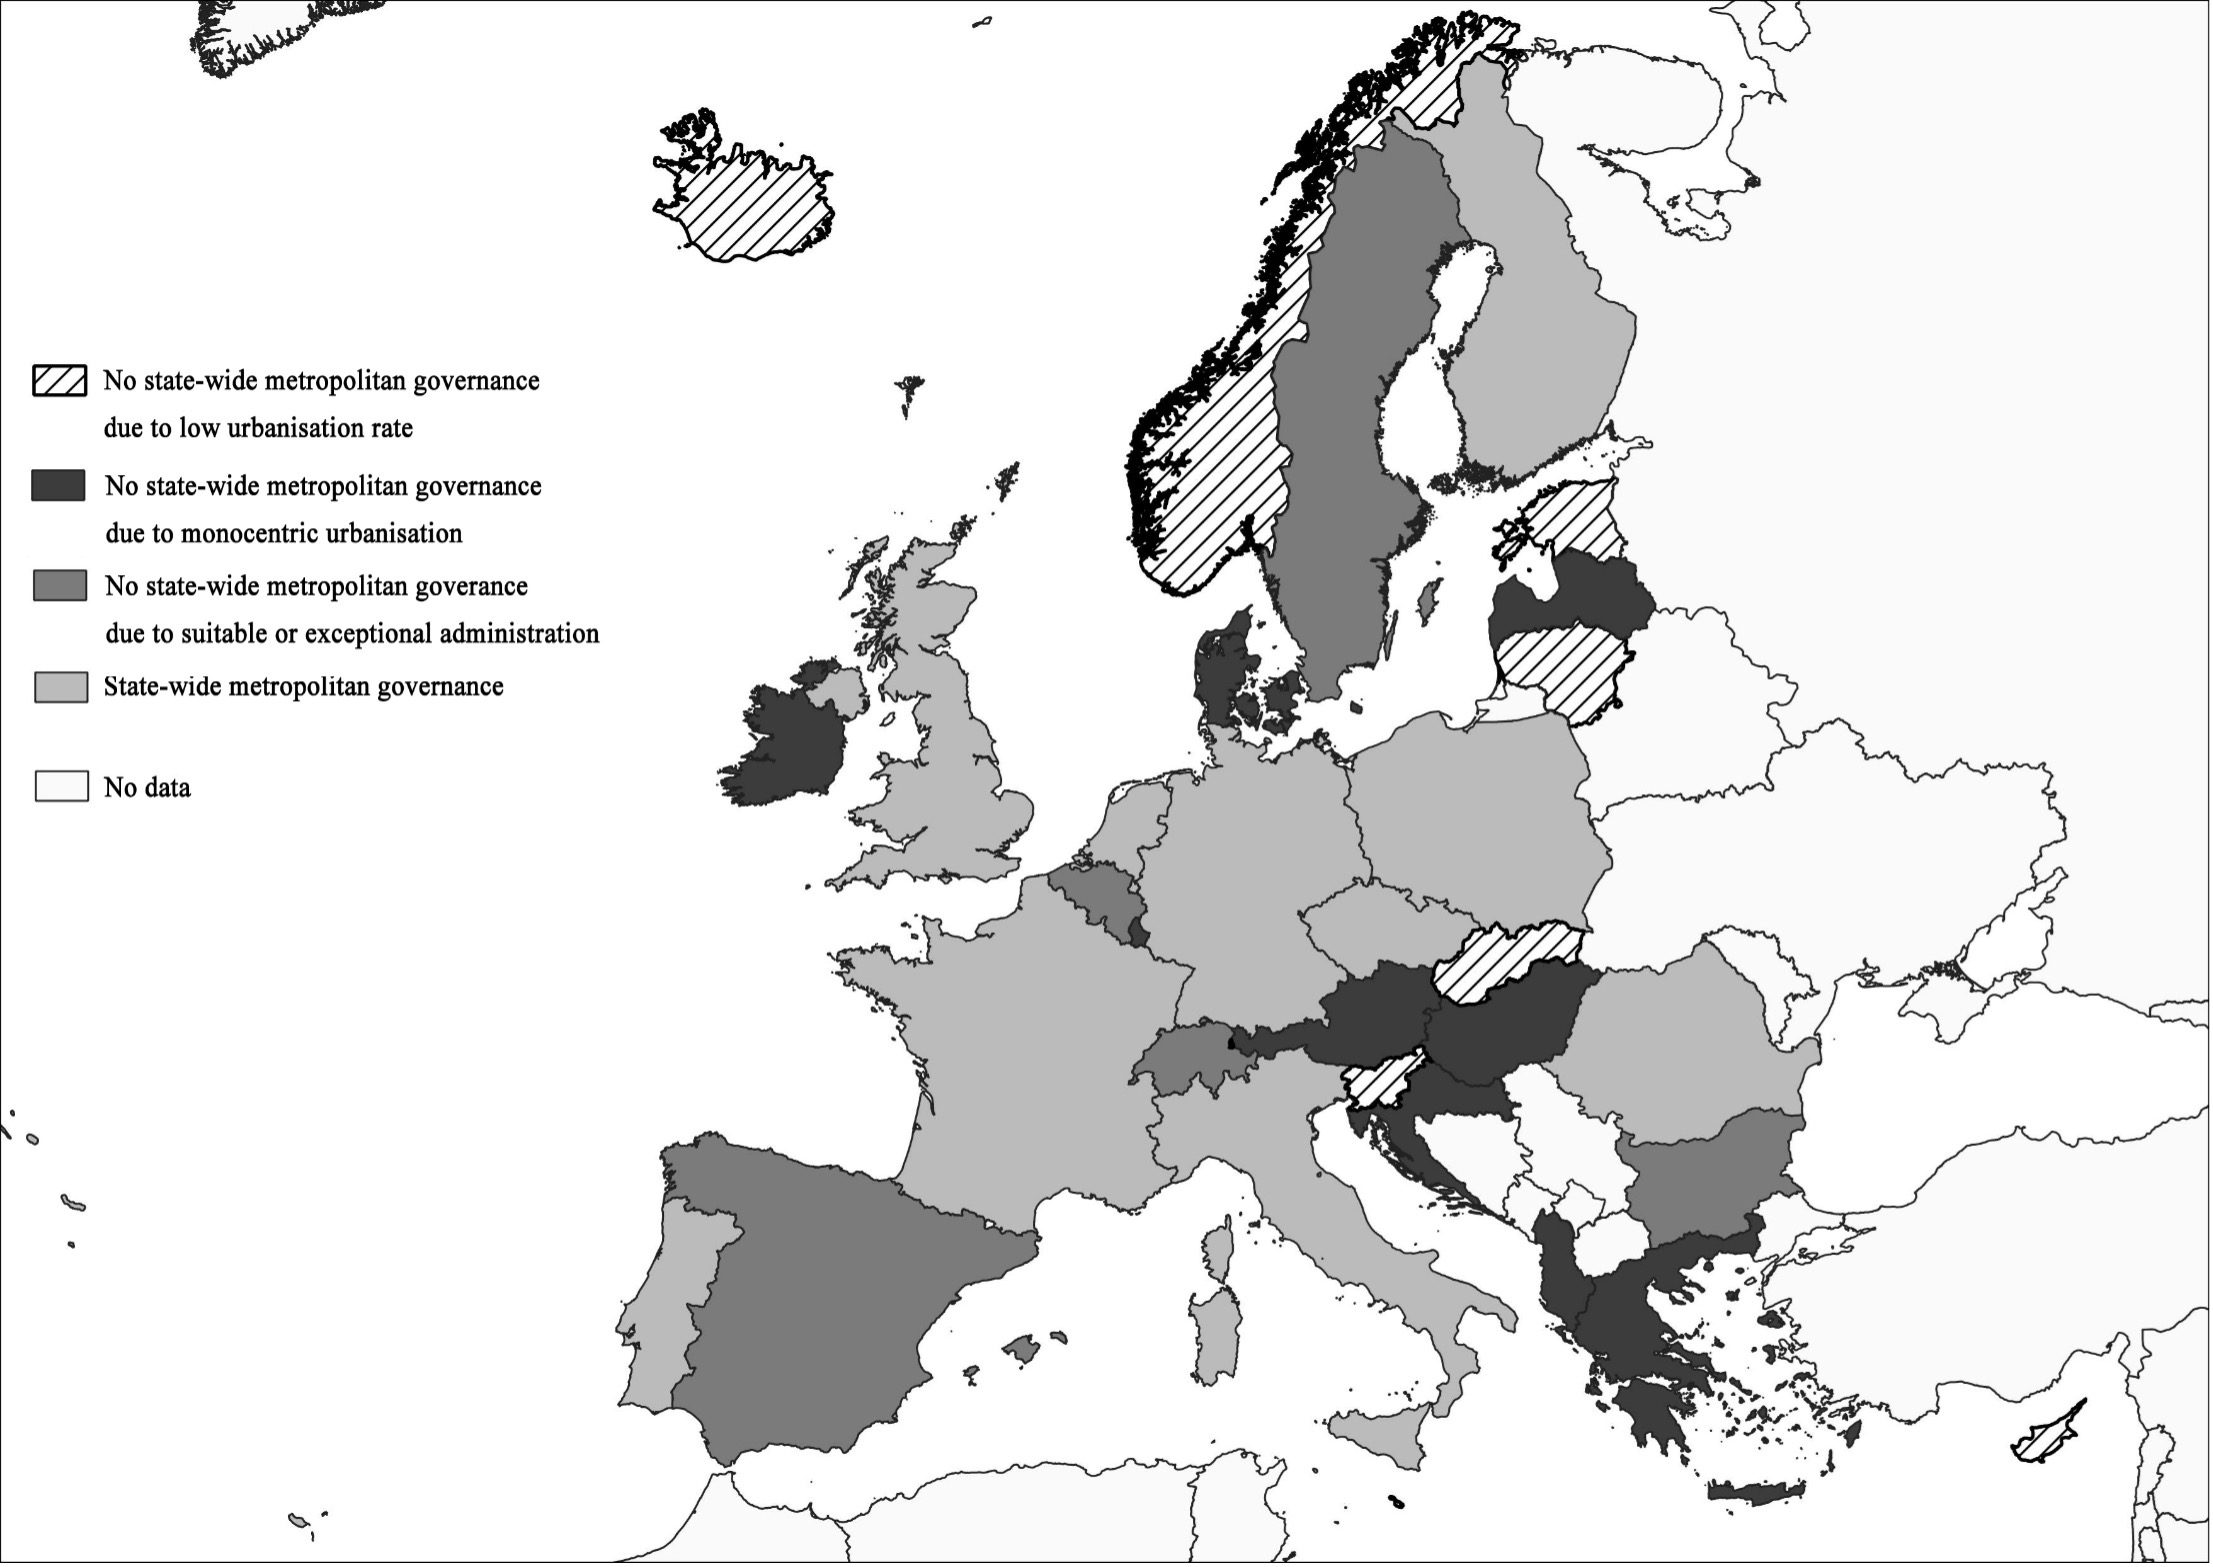 No state-wide metropolitan governance
due to low urbanisation rate
No state-wide metropolitan governance
due to monocentric urbanisation
No state-wide metropolitan goverance
due to suitable or exceptional administration
State-wide metropolitan governance
No data